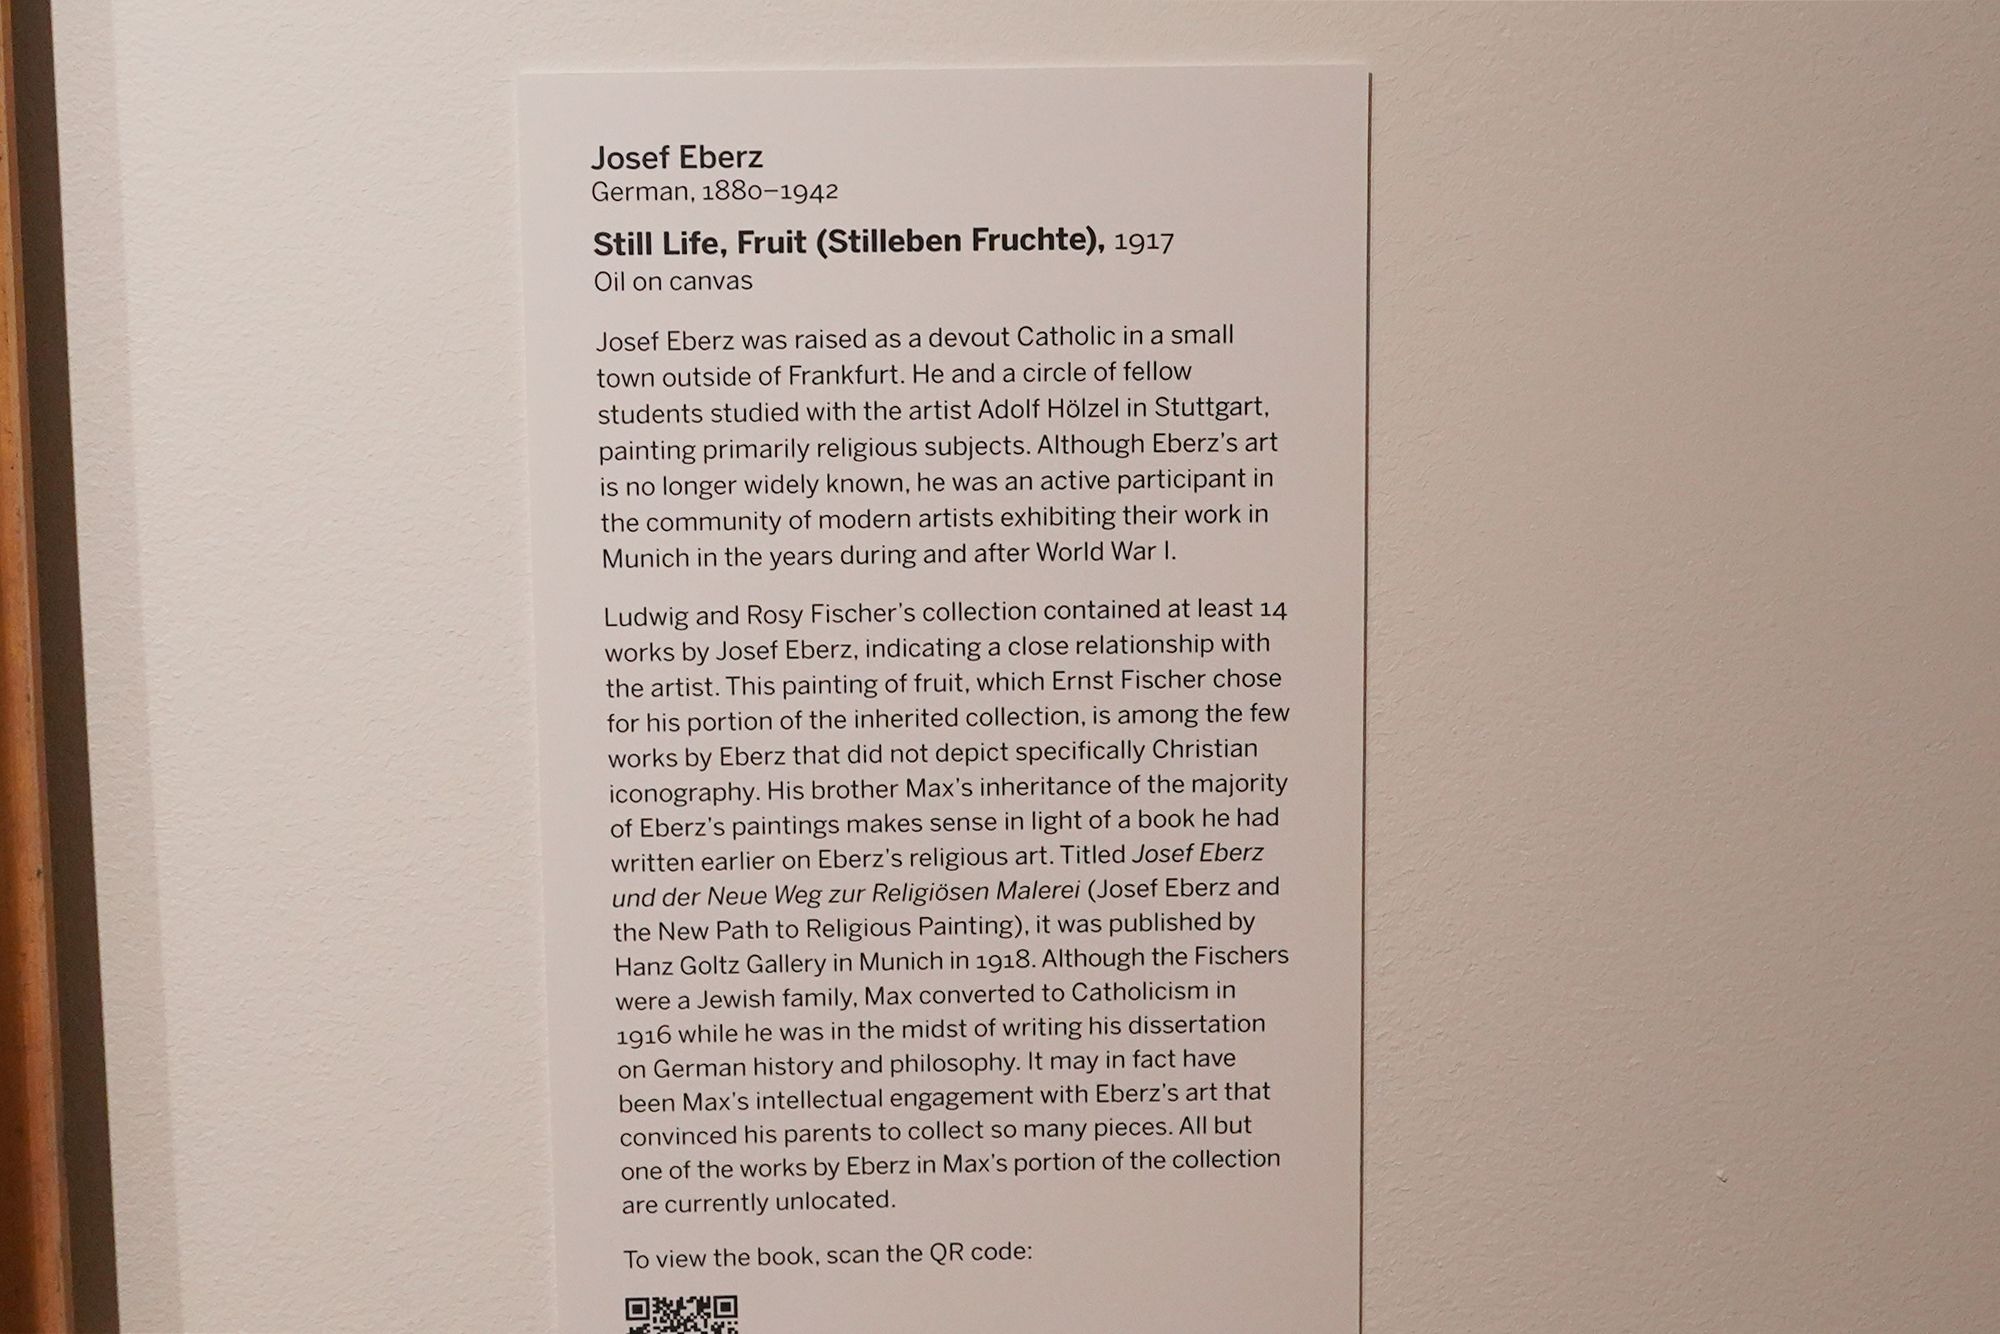 Josef Eberz
German, 1880–1942
Still Life, Fruit (Stilleben Fruchte), 1917
Oil on canvas
Josef Eberz was raised as a devout Catholic in a small
town outside of Frankfurt. He and a circle of fellow
students studied with the artist Adolf Hölzel in Stuttgart,
painting primarily religious subjects. Although Eberz’s art
is no longer widely known, he was an active participant in
the community of modern artists exhibiting their work in
Munich in the years during and after World War I.
Ludwig and Rosy Fischer’s collection contained at least 14
works by Josef Eberz, indicating a close relationship with
the artist. This painting of fruit, which Ernst Fischer chose
for his portion of the inherited collection, is among the few
works by Eberz that did not depict specifically Christian
iconography. His brother Max’s inheritance of the majority
of Eberz’s paintings makes sense in light of a book he had
written earlier on Eberz’s religious art. Titled Josef Eberz
und der Neue Weg zur Religiösen Malerei (Josef Eberz and
the New Path to Religious Painting), it was published by
Hanz Goltz Gallery in Munich in 1918. Although the Fischers
were a Jewish family, Max converted to Catholicism in
1916 while he was in the midst of writing his dissertation
on German history and philosophy. It may in fact have
been Max’s intellectual engagement with Eberz’s art that
convinced his parents to collect so many pieces. All but
one of the works by Eberz in Max’s portion of the collection
are currently unlocated.
To view the book, scan the QR code: